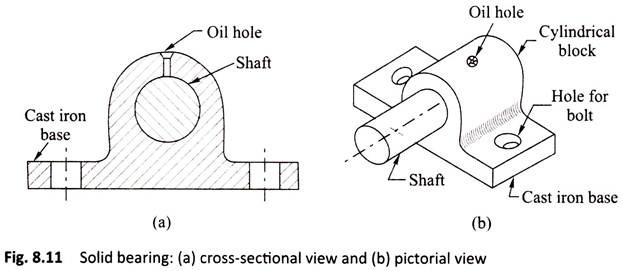 Oil hole
Shaft
Cast iron
base
(a)
Oil hole
Cylindrical
block
Hole for
bolt
Shaft
Cast iron base
(b)
Fig. 8.11 Solid bearing: (a) cross-sectional view and (b) pictorial view